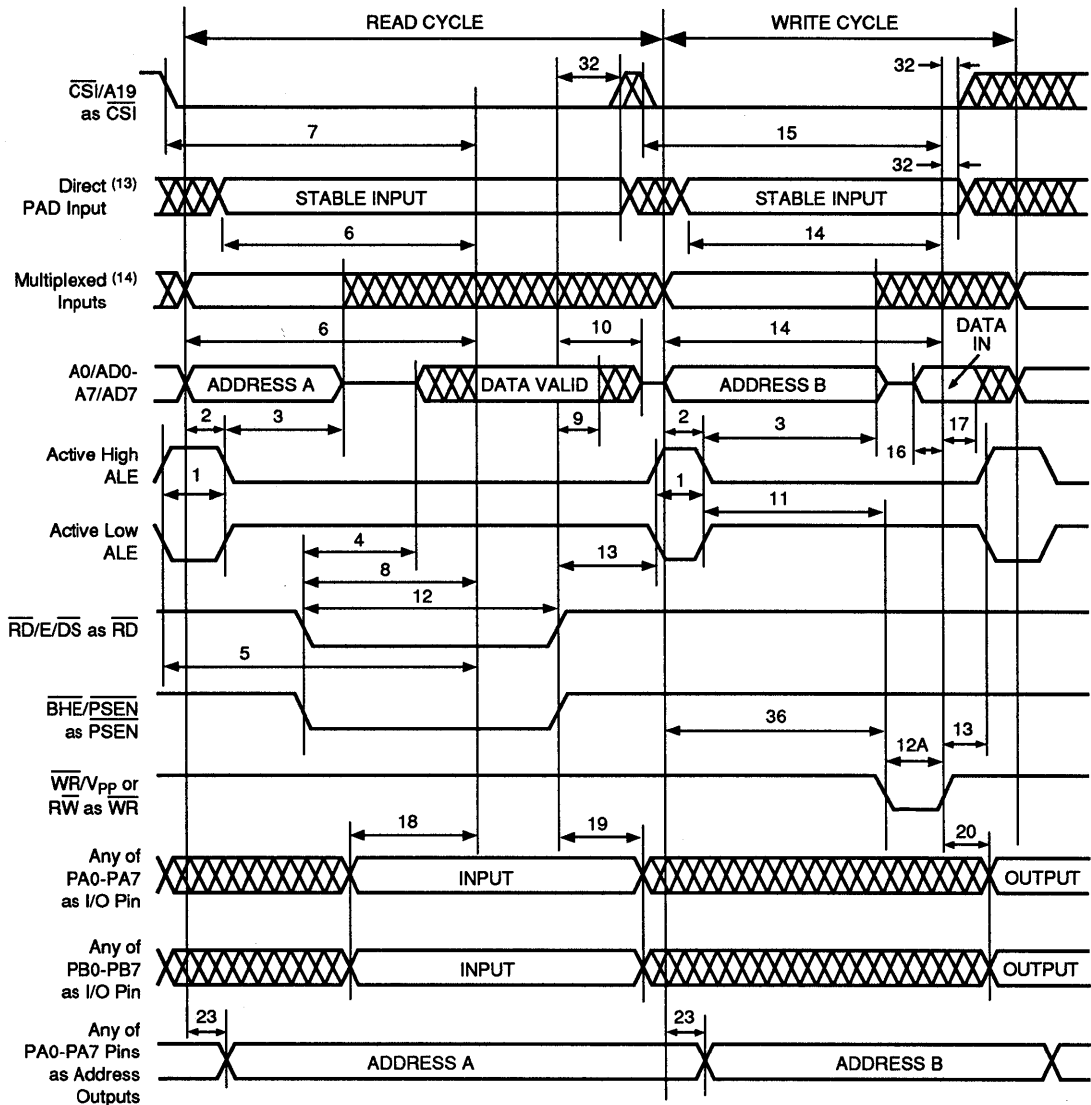 READ CYCLE
WRITE CYCLE
32
32
CSI/A19
as CSI
7
15
32
Direct (13)
PAD Input
STABLE INPUT
STABLE INPUT
6
14
Multiplexed (14)
Inputs
6
10
14
DATA
IN
A0/AD0-
A7/AD7
ADDRESS A
DATA VALID
ADDRESS B
2
3
9
2
3
16
17
Active High
ALE
1
1
11
Active Low
ALE
4
13
8
12
RD/E/DS as RD
5
BHE/PSEN
as PSEN
36
12A
13
WR/VPP or
RW as WR
18
19
20
Any of
PA0-PA7
as I/O Pin
INPUT
OUTPUT
Any of
PB0-PB7
as I/O Pin
INPUT
OUTPUT
23
23
Any of
PA0-PA7 Pins
as Address
Outputs
ADDRESS A
ADDRESS B